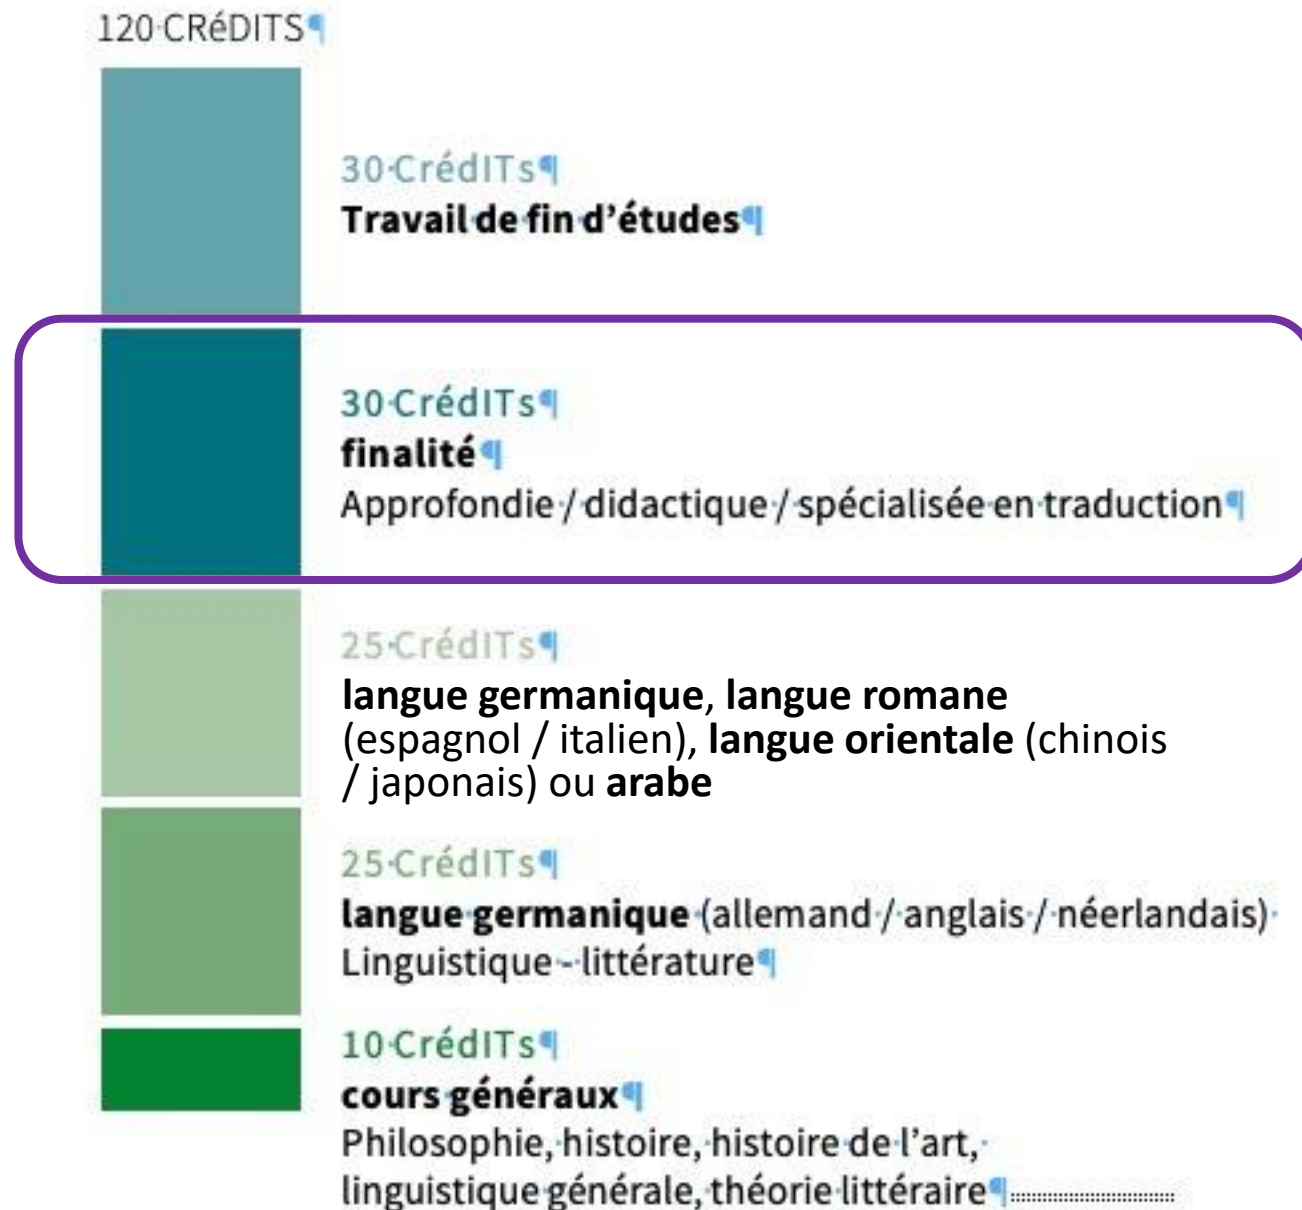 120 CRéDITS¶
30 CrédITs¶
Travail de fin d’études¶
30 CrédITs¶
finalité¶
Approfondie / didactique / spécialisée en traduction¶
25 CrédITs¶
langue germanique, langue romane
(espagnol / italien), langue orientale (chinois
/ japonais) ou arabe
25 CrédITs¶
langue germanique (allemand / anglais / néerlandais)
Linguistique - littérature¶
10 CrédITs¶
cours généraux¶
Philosophie, histoire, histoire de l’art,
linguistique générale, théorie littéraire¶